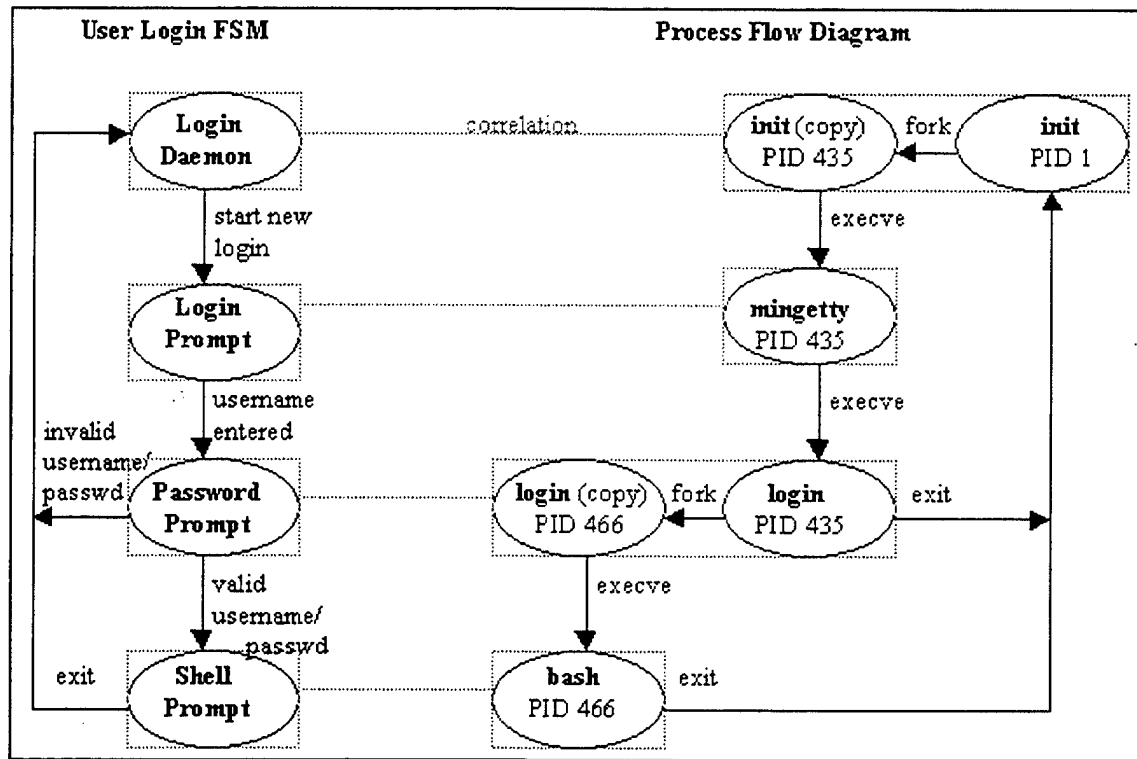 User Login FSM
Process Flow Diagram
Login
Daemon
correlation
init (copy)
PID 435
fork
init
PID 1
start new
login
execve
Login
Prompt
mingetty
PID 435
username
entered
execve
invalid
username/
passwd
Password
Prompt
login (copy)
PID 466
fork
login
PID 435
exit
valid
username/
passwd
execve
exit
Shell
Prompt
bash
PID 466
exit